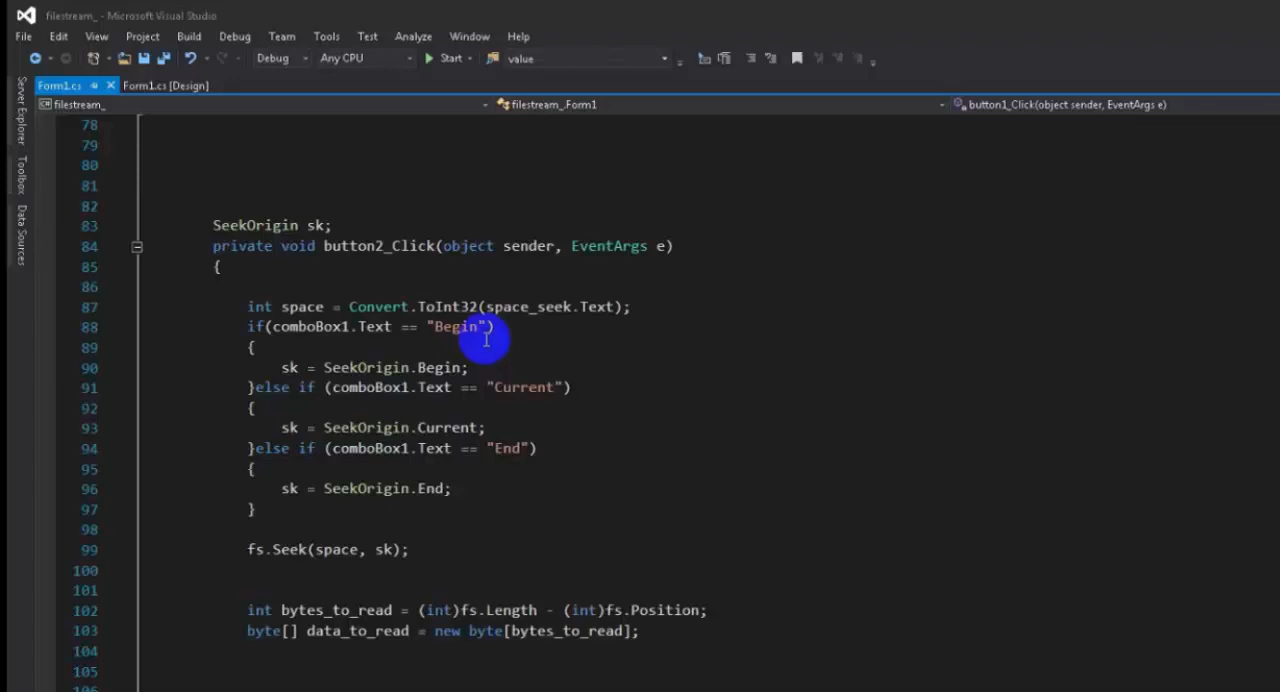 filestream_ - Microsoft Visual Studio
File Edit View Project Build Debug Team Tools Test Analyze Window Help
Debug Any CPU Start value
Form1.cs Form1.cs [Design]
filestream_ filestream_.Form1 button1_Click(object sender, EventArgs e)
Server Explorer
Toolbox
Data Sources
78
79
80
81
82
83 SeekOrigin sk;
84 private void button2_Click(object sender, EventArgs e)
85 {
86
87 int space = Convert.ToInt32(space_seek.Text);
88 if(comboBox1.Text == "Begin")
89 {
90 sk = SeekOrigin.Begin;
91 }else if (comboBox1.Text == "Current")
92 {
93 sk = SeekOrigin.Current;
94 }else if (comboBox1.Text == "End")
95 {
96 sk = SeekOrigin.End;
97 }
98
99 fs.Seek(space, sk);
100
101
102 int bytes_to_read = (int)fs.Length - (int)fs.Position;
103 byte[] data_to_read = new byte[bytes_to_read];
104
105
106